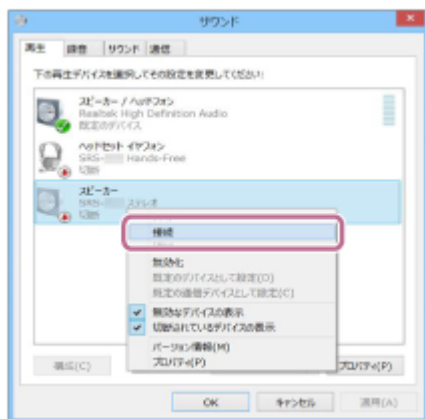 サウンド
再生 録音 サウンド 通信
下の再生デバイスを選択してその設定を変更してください:
スピーカー / ヘッドフォン
Realtek High Definition Audio
既定のデバイス
ヘッドセット イヤフォン
SRS- Hands-Free
切断
スピーカー
SRS- ステレオ
切断
接続
無効化
既定のデバイスとして設定(D)
既定の通信デバイスとして設定(C)
無効なデバイスの表示
切断されているデバイスの表示
バージョン情報(M)
プロパティ(P)
構成(C) プロパティ(P)
OK キャンセル 適用(A)